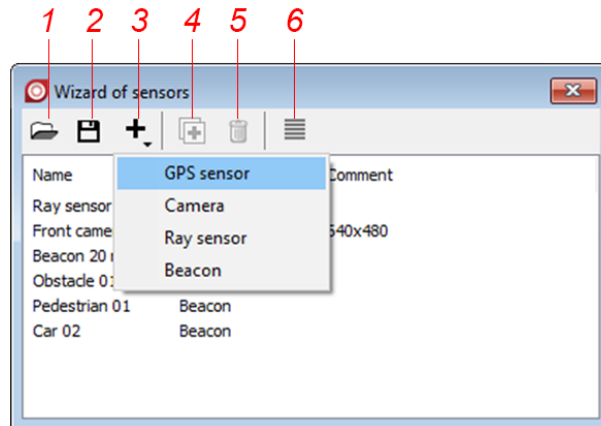 1 2 3 4 5 6
Wizard of sensors
Name Comment
GPS sensor
Ray sensor
Camera
Front came 640x480
Ray sensor
Beacon 20
Beacon
Obstacle 01
Pedestrian 01 Beacon
Car 02 Beacon